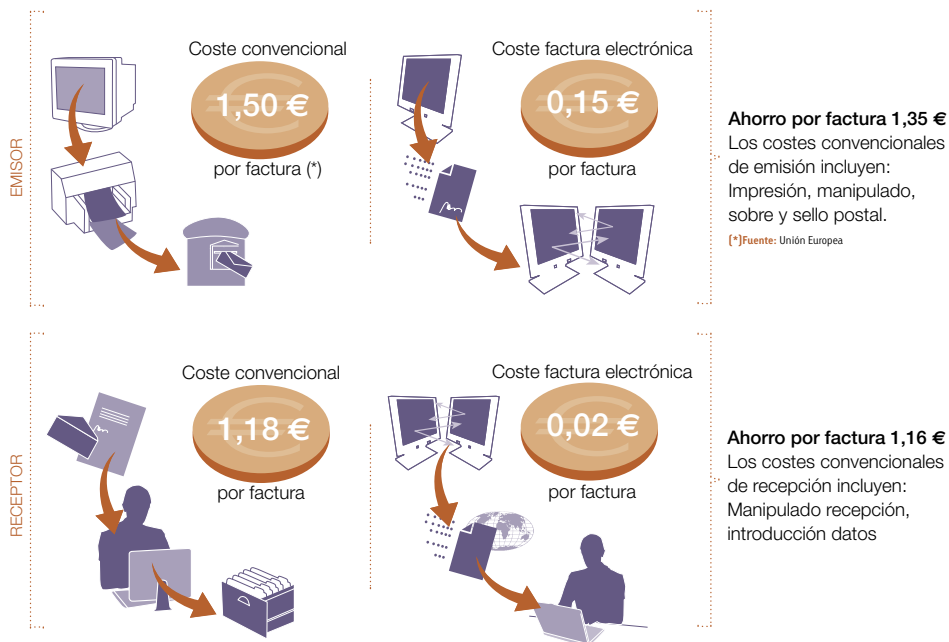 EMISOR
Coste convencional
1,50 €
por factura (*)
Coste factura electrónica
0,15 €
por factura
Ahorro por factura 1,35 €
Los costes convencionales
de emisión incluyen:
Impresión, manipulado,
sobre y sello postal.
(*)Fuente: Unión Europea
RECEPTOR
Coste convencional
1,18 €
por factura
Coste factura electrónica
0,02 €
por factura
Ahorro por factura 1,16 €
Los costes convencionales
de recepción incluyen:
Manipulado recepción,
introducción datos